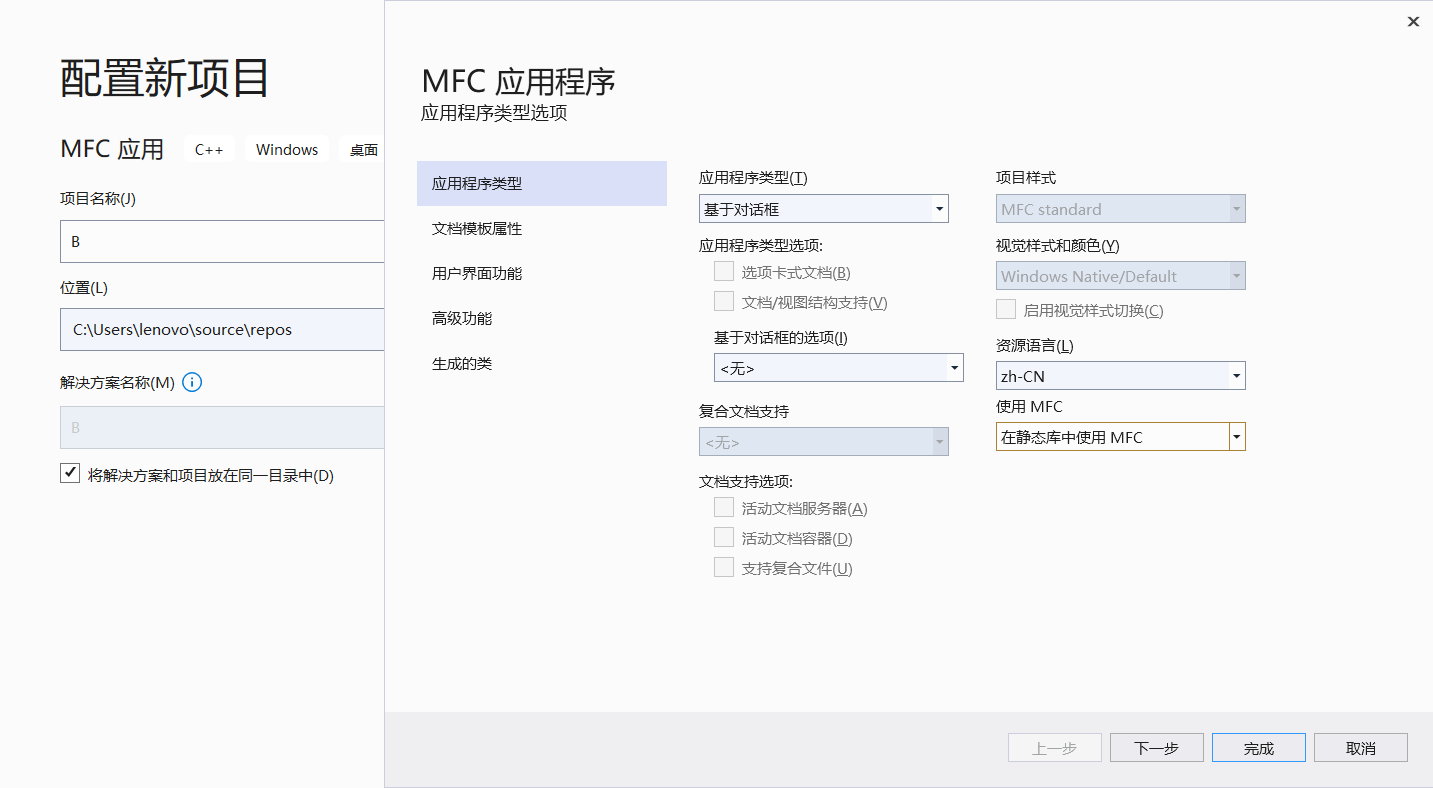 配置新项目
MFC 应用 C++ Windows 桌面
项目名称(J)
B
位置(L)
C:\Users\lenovo\source\repos
解决方案名称(M)
B
将解决方案和项目放在同一目录中(D)
MFC 应用程序
应用程序类型选项
应用程序类型
文档模板属性
用户界面功能
高级功能
生成的类
应用程序类型(T)
基于对话框
应用程序类型选项:
选项卡式文档(B)
文档/视图结构支持(V)
基于对话框的选项(I)
<无>
复合文档支持
<无>
文档支持选项:
活动文档服务器(A)
活动文档容器(D)
支持复合文件(U)
项目样式
MFC standard
视觉样式和颜色(Y)
Windows Native/Default
启用视觉样式切换(C)
资源语言(L)
zh-CN
使用 MFC
在静态库中使用 MFC
上一步 下一步 完成 取消